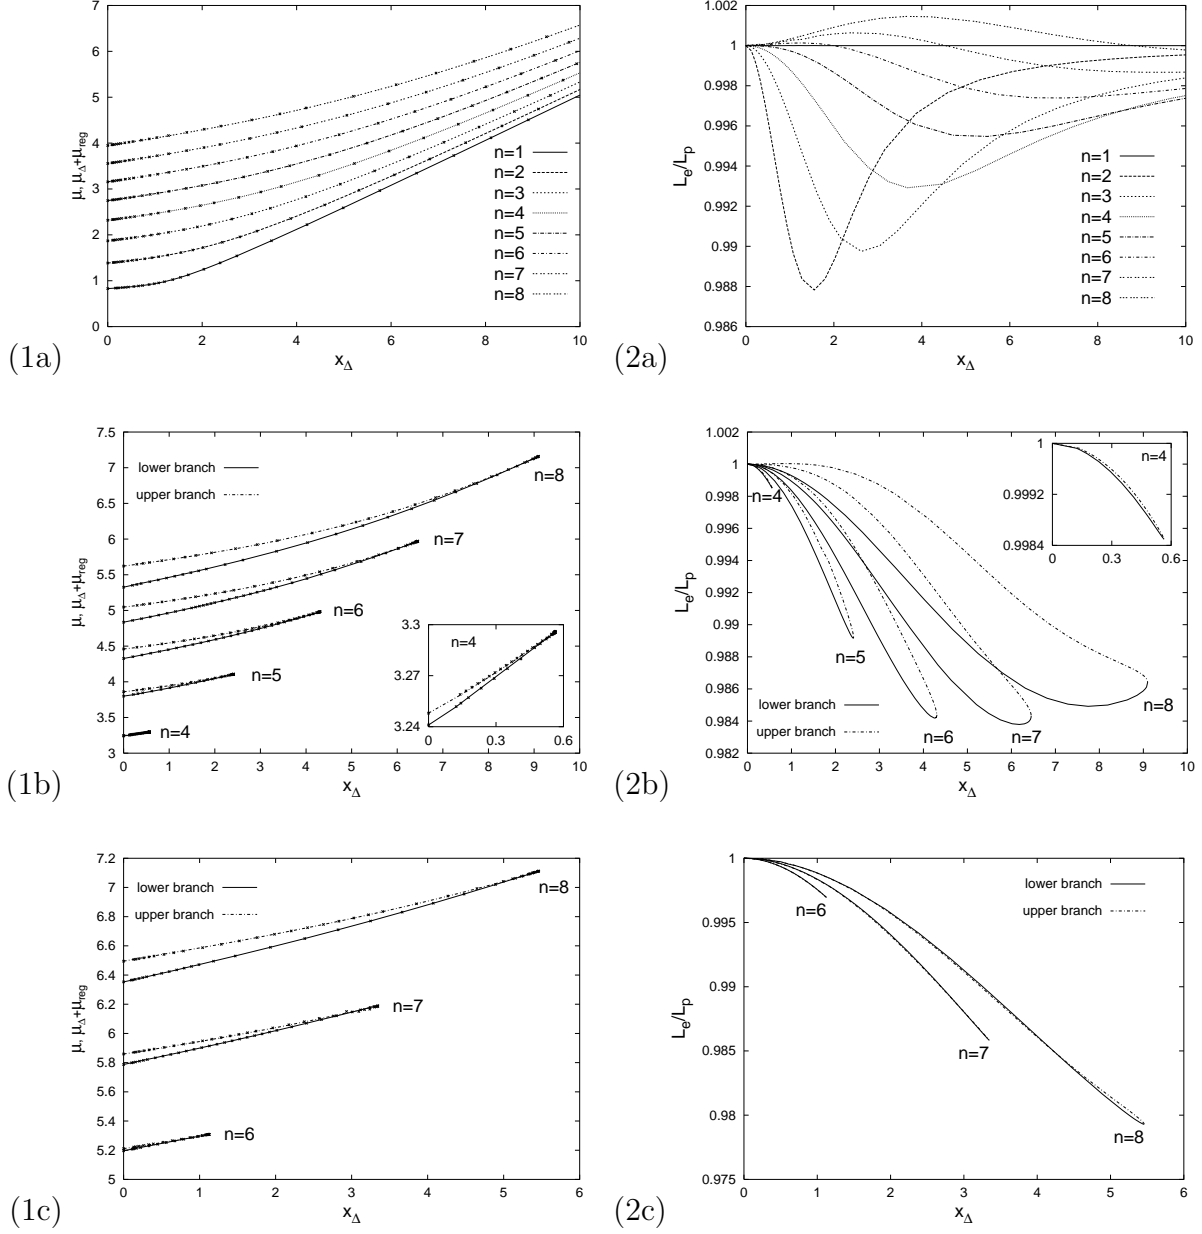 7
6
5
4
3
2
1
0
μ, μ_Δ+μ_reg
n=1
n=2
n=3
n=4
n=5
n=6
n=7
n=8
0 2 4 6 8 10
x_Δ
(1a)
1.002
1
0.998
0.996
0.994
0.992
0.99
0.988
0.986
L_e/L_p
n=1
n=2
n=3
n=4
n=5
n=6
n=7
n=8
0 2 4 6 8 10
x_Δ
(2a)
7.5
7
6.5
6
5.5
5
4.5
4
3.5
3
μ, μ_Δ+μ_reg
lower branch
upper branch
n=8
n=7
n=6
n=5
n=4
3.3
3.27
3.24
n=4
0 0.3 0.6
0 1 2 3 4 5 6 7 8 9 10
x_Δ
(1b)
1.002
1
0.998
0.996
0.994
0.992
0.99
0.988
0.986
0.984
0.982
L_e/L_p
n=4
n=5
n=6
n=7
n=8
lower branch
upper branch
1
0.9992
0.9984
n=4
0 0.3 0.6
0 1 2 3 4 5 6 7 8 9 10
x_Δ
(2b)
7.2
7
6.8
6.6
6.4
6.2
6
5.8
5.6
5.4
5.2
5
μ, μ_Δ+μ_reg
lower branch
upper branch
n=8
n=7
n=6
0 1 2 3 4 5 6
x_Δ
(1c)
1
0.995
0.99
0.985
0.98
0.975
L_e/L_p
lower branch
upper branch
n=6
n=7
n=8
0 1 2 3 4 5 6
x_Δ
(2c)